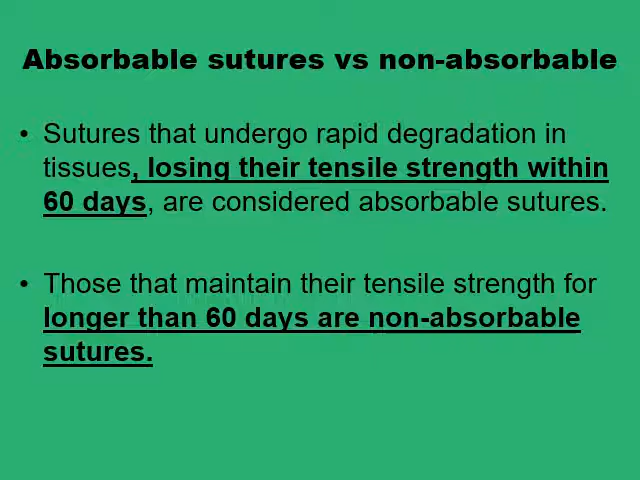 Absorbable sutures vs non-absorbable
• Sutures that undergo rapid degradation in
tissues, losing their tensile strength within
60 days, are considered absorbable sutures.
• Those that maintain their tensile strength for
longer than 60 days are non-absorbable
sutures.